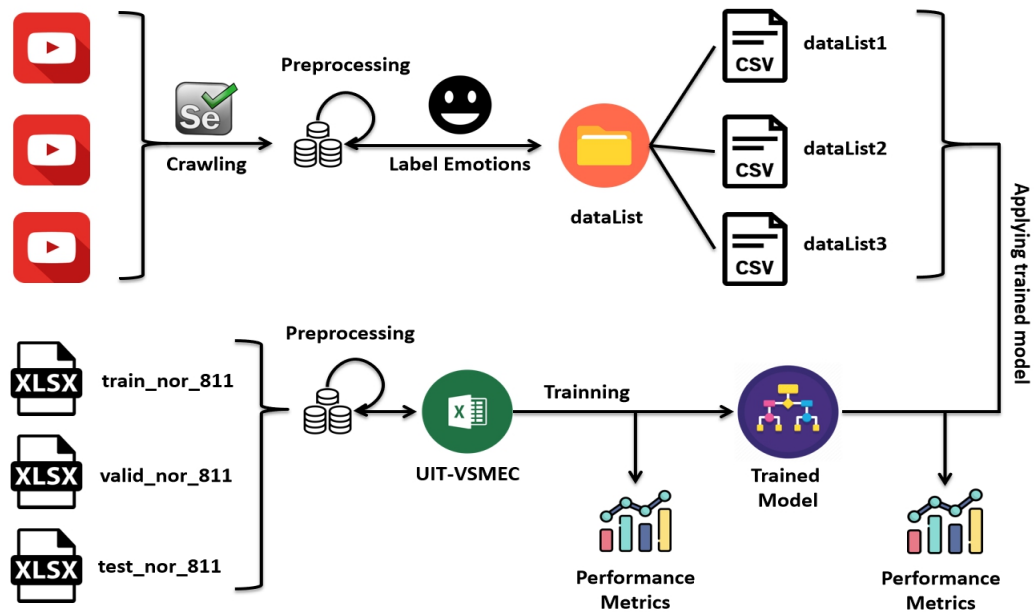 Se
Crawling
Preprocessing
Label Emotions
dataList
CSV
dataList1
CSV
dataList2
CSV
dataList3
Applying trained model
XLSX
train_nor_811
XLSX
valid_nor_811
XLSX
test_nor_811
Preprocessing
X
UIT-VSMEC
Trainning
Trained
Model
Performance
Metrics
Performance
Metrics